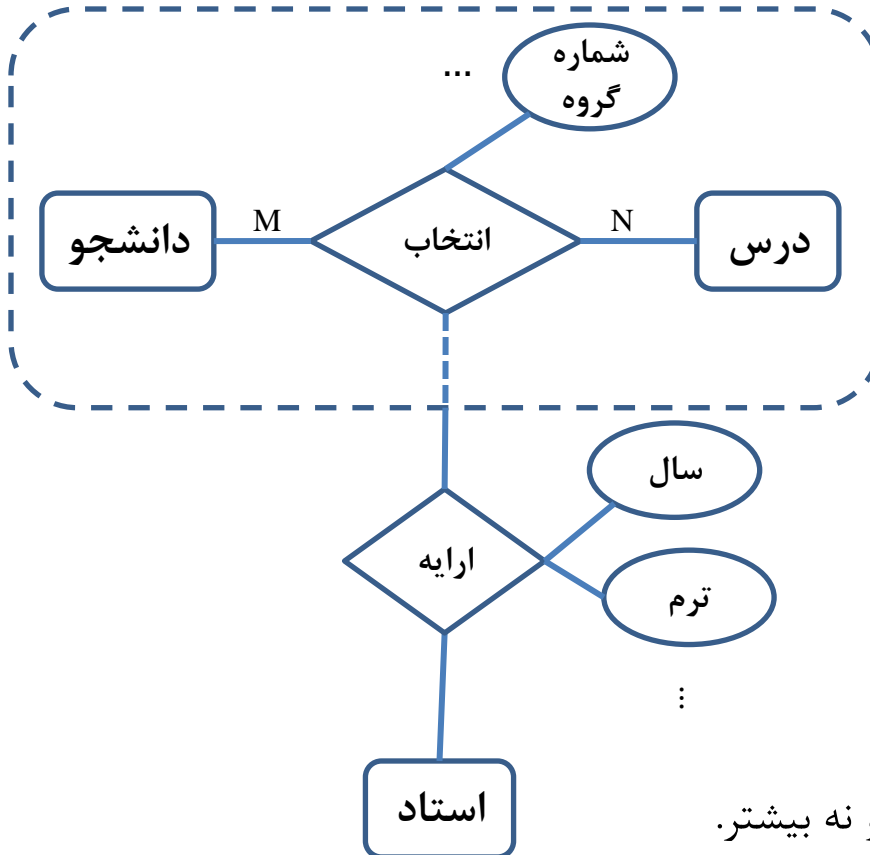 شماره
گروه
...
دانشجو
M
انتخاب
N
درس
سال
ارایه
ترم
...
استاد
نه بیشتر.